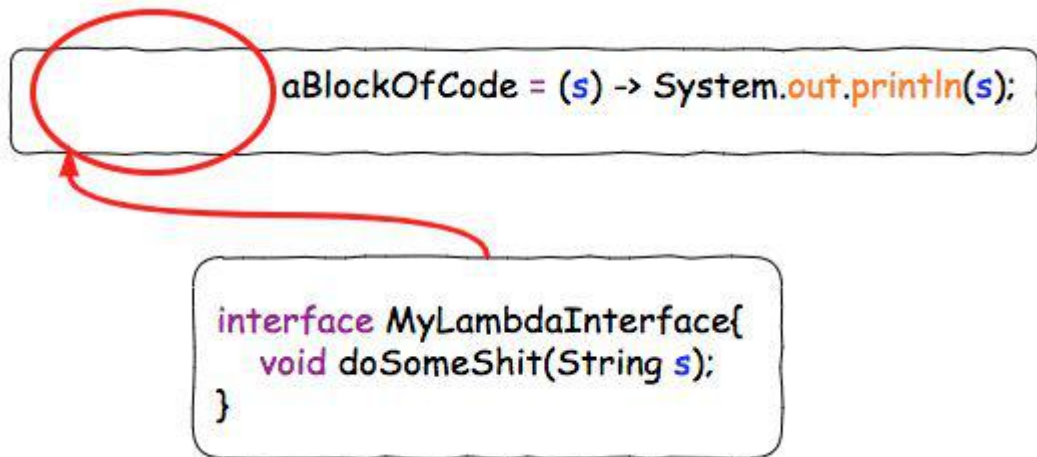 aBlockOfCode = (s) -> System.out.println(s);
interface MyLambdaInterface{
void doSomeShit(String s);
}